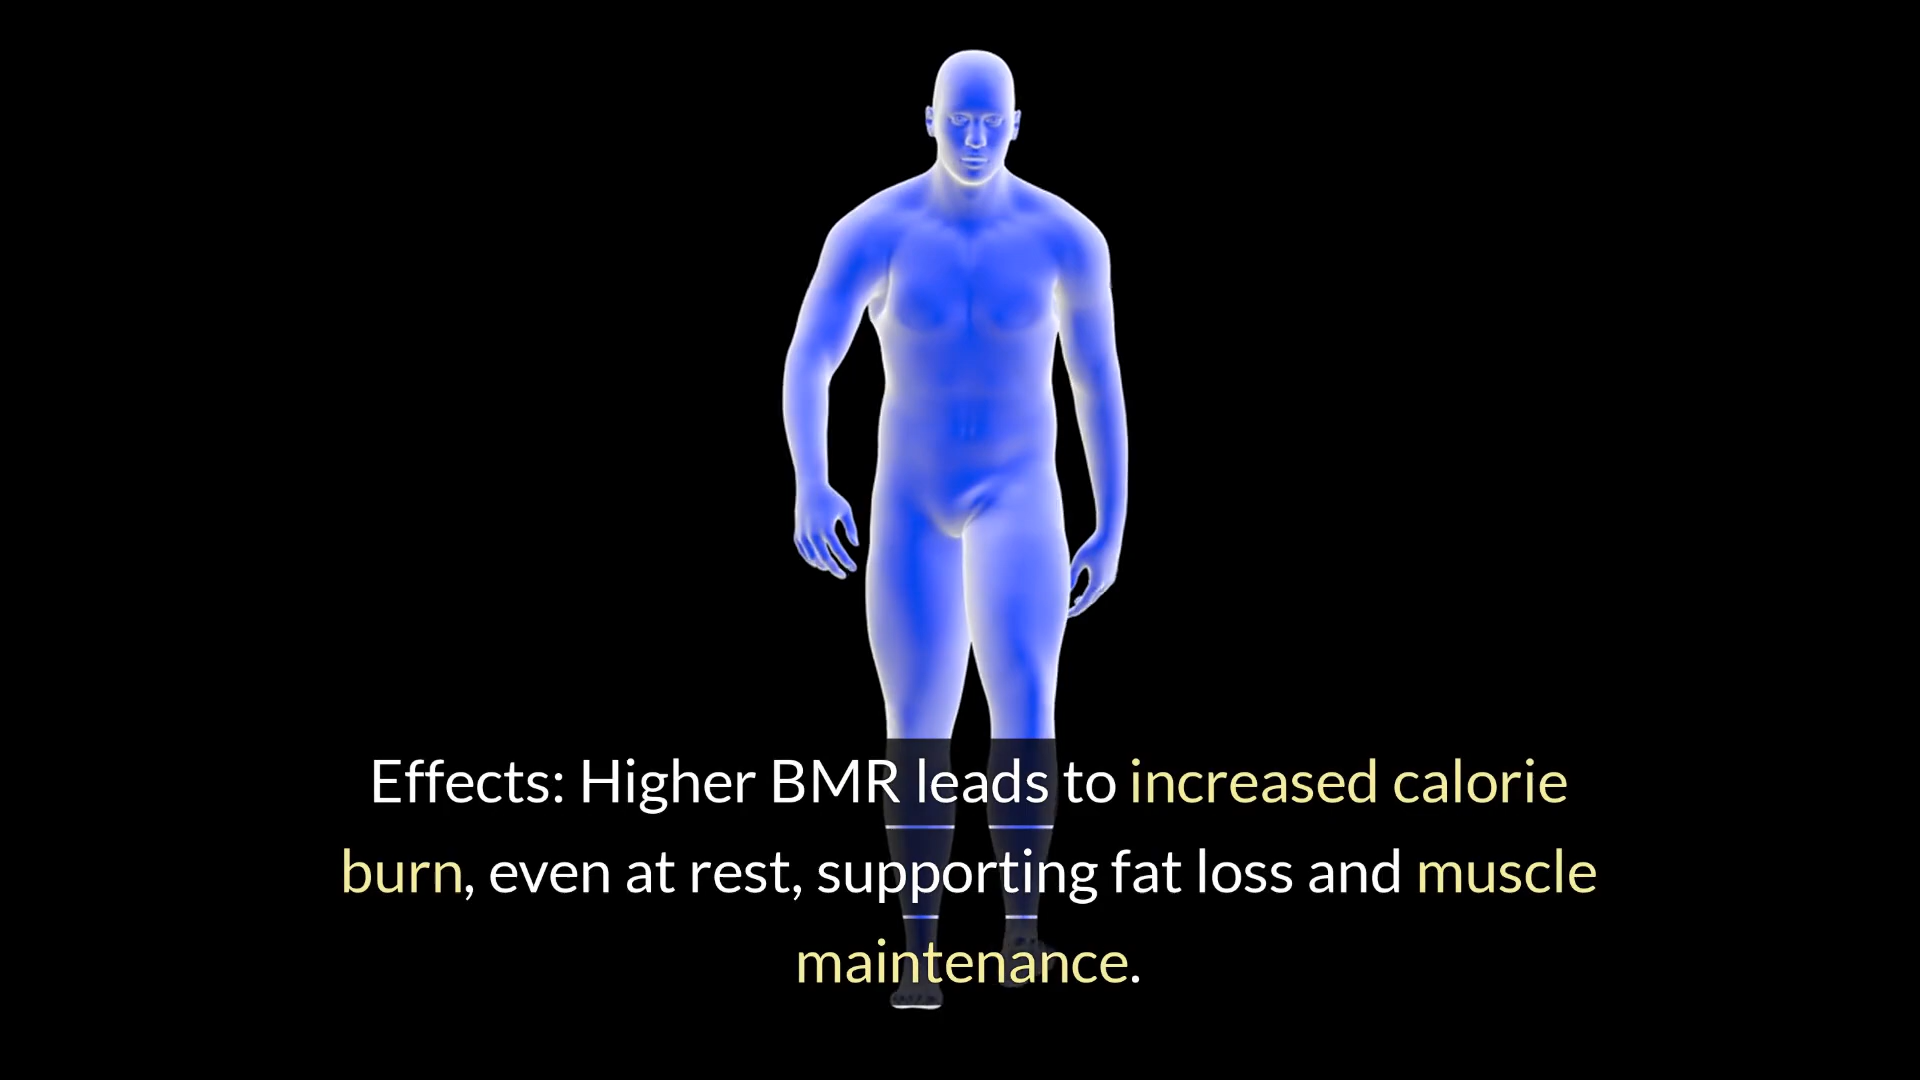 Effects: Higher BMR leads to increased calorie
burn, even at rest, supporting fat loss and muscle
maintenance.